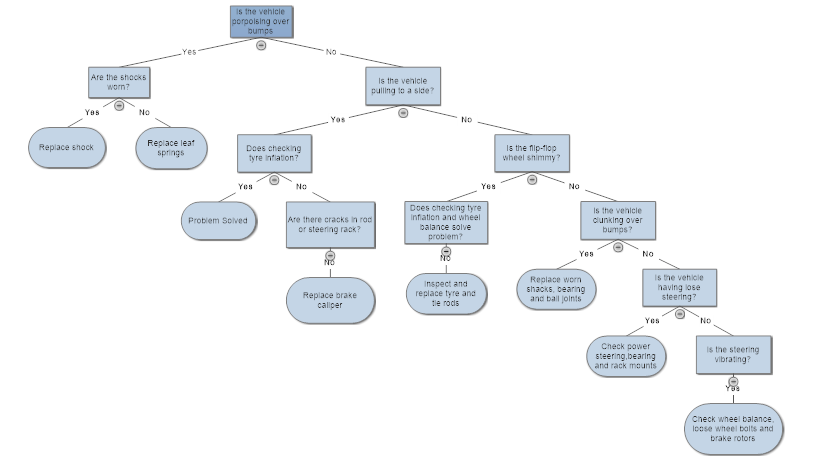 Is the vehicle
porpoising over
bumps
Yes
No
Are the shocks
worn?
Is the vehicle
pulling to a side?
Yes
No
Yes
No
Replace shock
Replace leaf
springs
Does checking
tyre inflation?
Is the flip-flop
wheel shimmy?
Yes
No
Yes
No
Problem Solved
Are there cracks in rod
or steering rack?
Does checking tyre
inflation and wheel
balance solve
problem?
Is the vehicle
clunking over
bumps?
No
No
Yes
No
Replace brake
caliper
Inspect and
replace tyre and
tie rods
Replace worn
shacks, bearing
and ball joints
Is the vehicle
having lose
steering?
Yes
No
Check power
steering,bearing
and rack mounts
Is the steering
vibrating?
Yes
Check wheel balance,
loose wheel bolts and
brake rotors